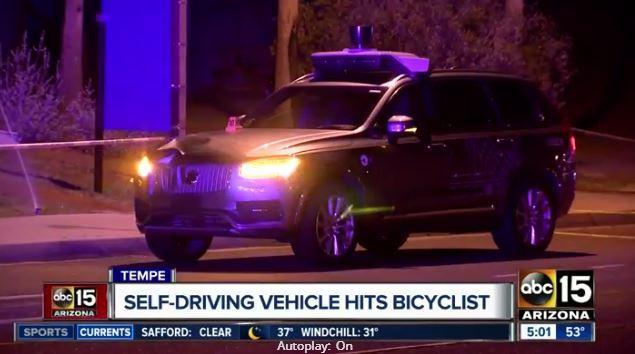 TEMPE
abc 15
ARIZONA
SELF-DRIVING VEHICLE HITS BICYCLIST
abc 15
ARIZONA
SPORTS CURRENTS SAFFORD: CLEAR 37° WINDCHILL: 31°
5:01 53°
Autoplay: On